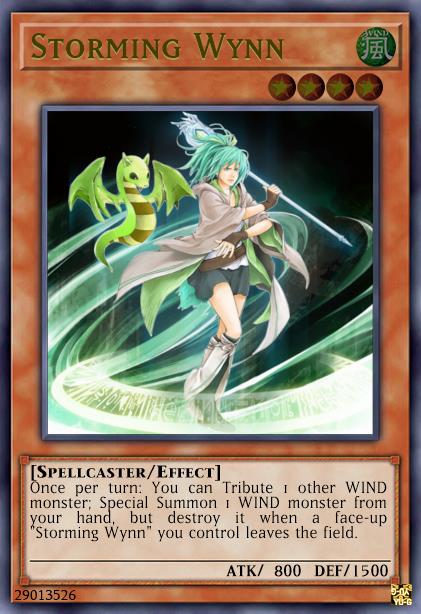 Storming Wynn
WIND
風
[Spellcaster/Effect]
Once per turn: You can Tribute 1 other WIND
monster; Special Summon 1 WIND monster from
your hand, but destroy it when a face-up
"Storming Wynn" you control leaves the field.
ATK/ 800 DEF/1500
29013526